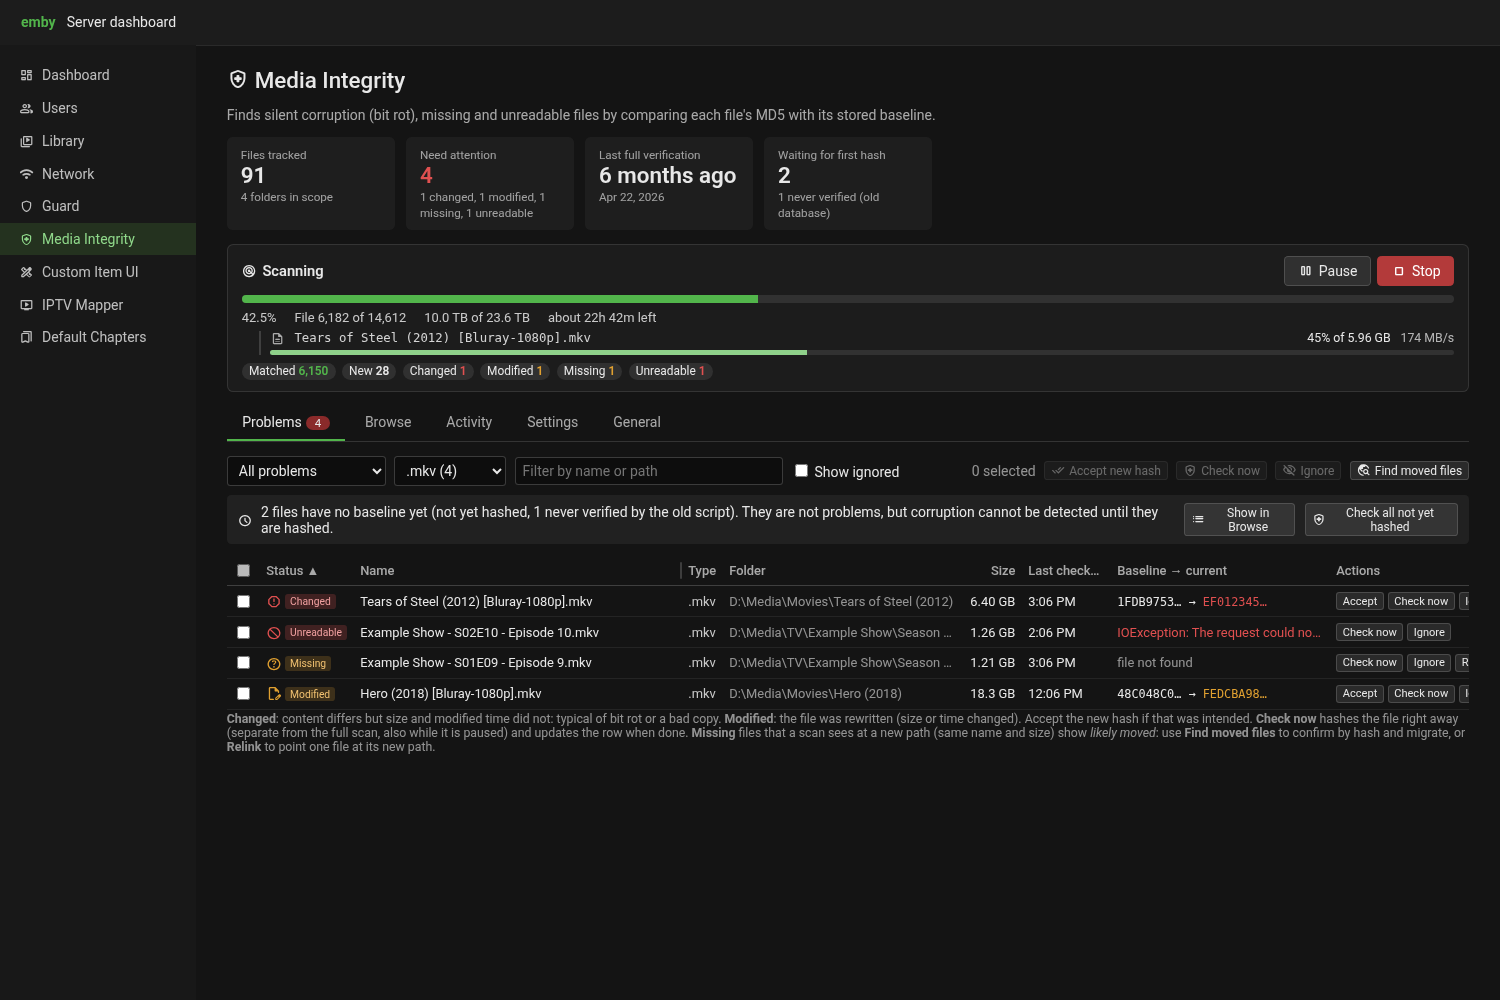 emby Server dashboard
Dashboard
Users
Library
Network
Guard
Media Integrity
Custom Item UI
IPTV Mapper
Default Chapters
Media Integrity
Finds silent corruption (bit rot), missing and unreadable files by comparing each file's MD5 with its stored baseline.
Files tracked
91
4 folders in scope
Need attention
4
1 changed, 1 modified, 1
missing, 1 unreadable
Last full verification
6 months ago
Apr 22, 2026
Waiting for first hash
2
1 never verified (old
database)
Scanning
Pause
Stop
42.5% File 6,182 of 14,612 10.0 TB of 23.6 TB about 22h 42m left
Tears of Steel (2012) [Bluray-1080p].mkv 45% of 5.96 GB 174 MB/s
Matched 6,150 New 28 Changed 1 Modified 1 Missing 1 Unreadable 1
Problems 4 Browse Activity Settings General
All problems .mkv (4) Filter by name or path Show ignored 0 selected Accept new hash Check now Ignore Find moved files
2 files have no baseline yet (not yet hashed, 1 never verified by the old script). They are not problems, but corruption cannot be detected until they
are hashed.
Show in
Browse
Check all not yet
hashed
Status ▲ Name Type Folder Size Last check... Baseline → current Actions
Changed Tears of Steel (2012) [Bluray-1080p].mkv .mkv D:\Media\Movies\Tears of Steel (2012) 6.40 GB 3:06 PM 1FDB9753… → EF012345… Accept Check now
Unreadable Example Show - S02E10 - Episode 10.mkv .mkv D:\Media\TV\Example Show\Season ... 1.26 GB 2:06 PM IOException: The request could no... Check now Ignore
Missing Example Show - S01E09 - Episode 9.mkv .mkv D:\Media\TV\Example Show\Season ... 1.21 GB 3:06 PM file not found Check now Ignore R
Modified Hero (2018) [Bluray-1080p].mkv .mkv D:\Media\Movies\Hero (2018) 18.3 GB 12:06 PM 48C048C0… → FEDCBA98… Accept Check now
Changed: content differs but size and modified time did not: typical of bit rot or a bad copy. Modified: the file was rewritten (size or time changed). Accept the new hash if that was intended. Check now hashes the file right away
(separate from the full scan, also while it is paused) and updates the row when done. Missing files that a scan sees at a new path (same name and size) show likely moved: use Find moved files to confirm by hash and migrate, or
Relink to point one file at its new path.